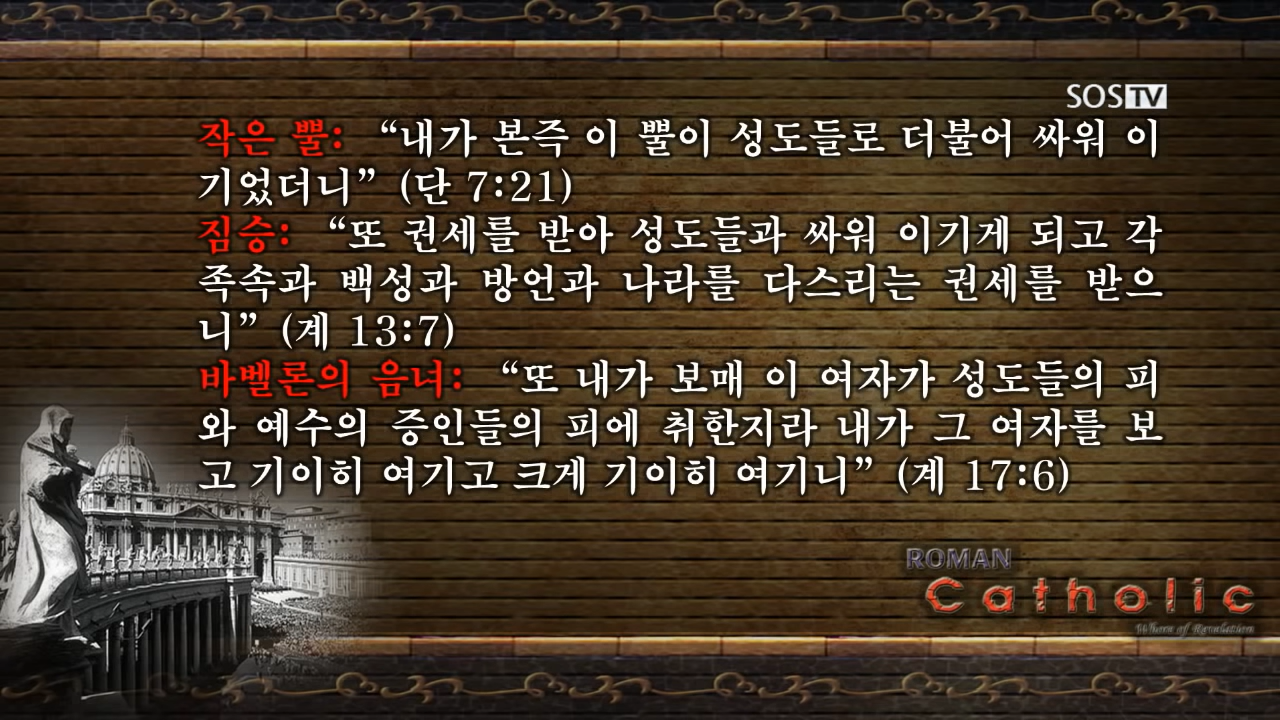 SOSTV
작은 뿔: “내가 본즉 이 뿔이 성도들로 더불어 싸워 이
기었더니” (단 7:21)
짐승: “또 권세를 받아 성도들과 싸워 이기게 되고 각
족속과 백성과 방언과 나라를 다스리는 권세를 받으
니” (계 13:7)
바벨론의 음녀: “또 내가 보매 이 여자가 성도들의 피
와 예수의 증인들의 피에 취한지라 내가 그 여자를 보
고 기이히 여기고 크게 기이히 여기니” (계 17:6)
ROMAN
Catholic
Whore of Revelation